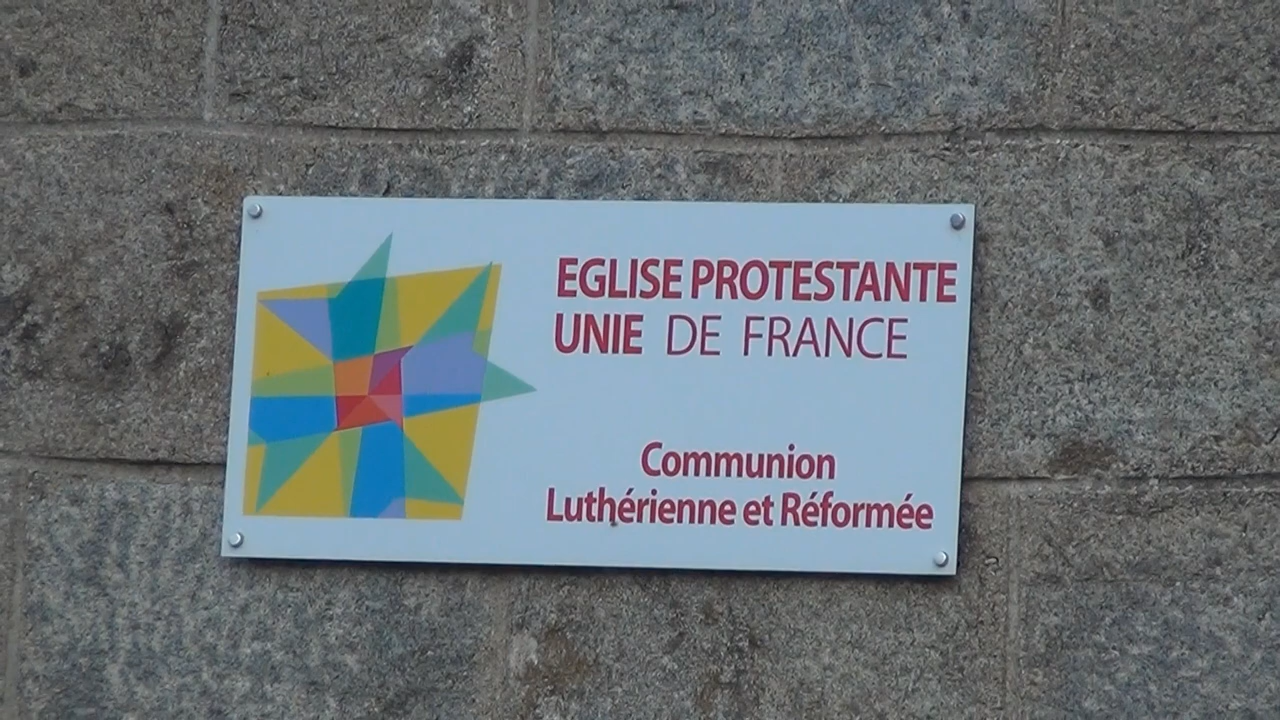 EGLISE PROTESTANTE
UNIE DE FRANCE
Communion
Luthérienne et Réformée